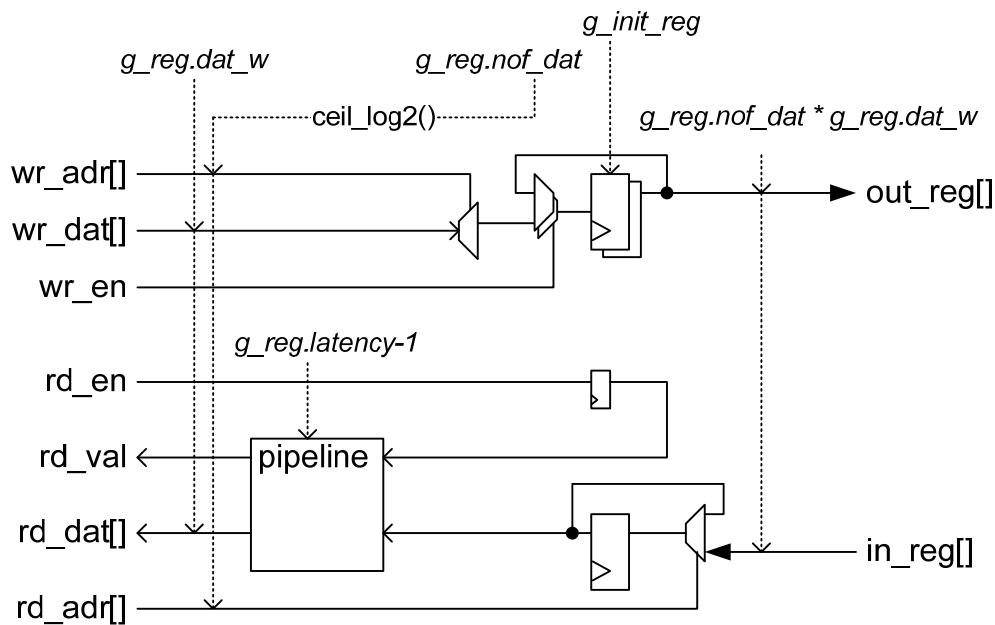 g_init_reg
g_reg.dat_w
g_reg.nof_dat
ceil_log2()
g_reg.nof_dat * g_reg.dat_w
wr_adr[]
out_reg[]
wr_dat[]
wr_en
g_reg.latency-1
rd_en
rd_val
pipeline
rd_dat[]
in_reg[]
rd_adr[]